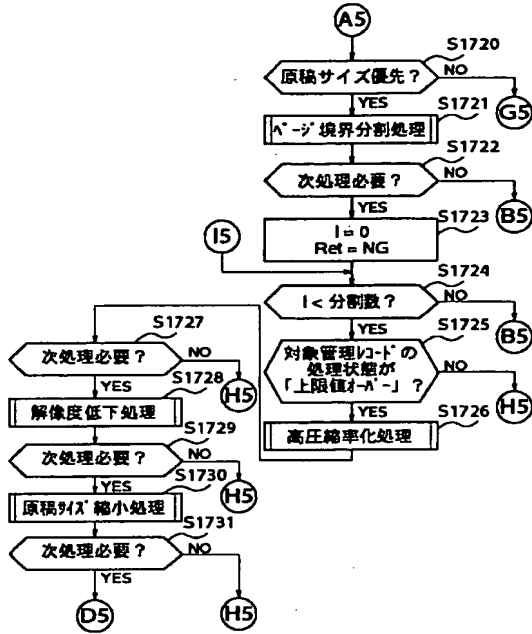 A5
S1720
原稿サイズ優先？
NO
YES
G5
S1721
ページ境界分割処理
S1722
次処理必要？
NO
YES
B5
S1723
I = 0
Ret = NG
I5
S1724
I < 分割数？
NO
YES
B5
S1725
対象管理レコードの
処理状態が
「上限値オーバー」？
NO
YES
H5
S1726
高圧縮率化処理
S1727
次処理必要？
NO
YES
H5
S1728
解像度低下処理
S1729
次処理必要？
NO
YES
H5
S1730
原稿サイズ縮小処理
S1731
次処理必要？
NO
YES
D5
H5